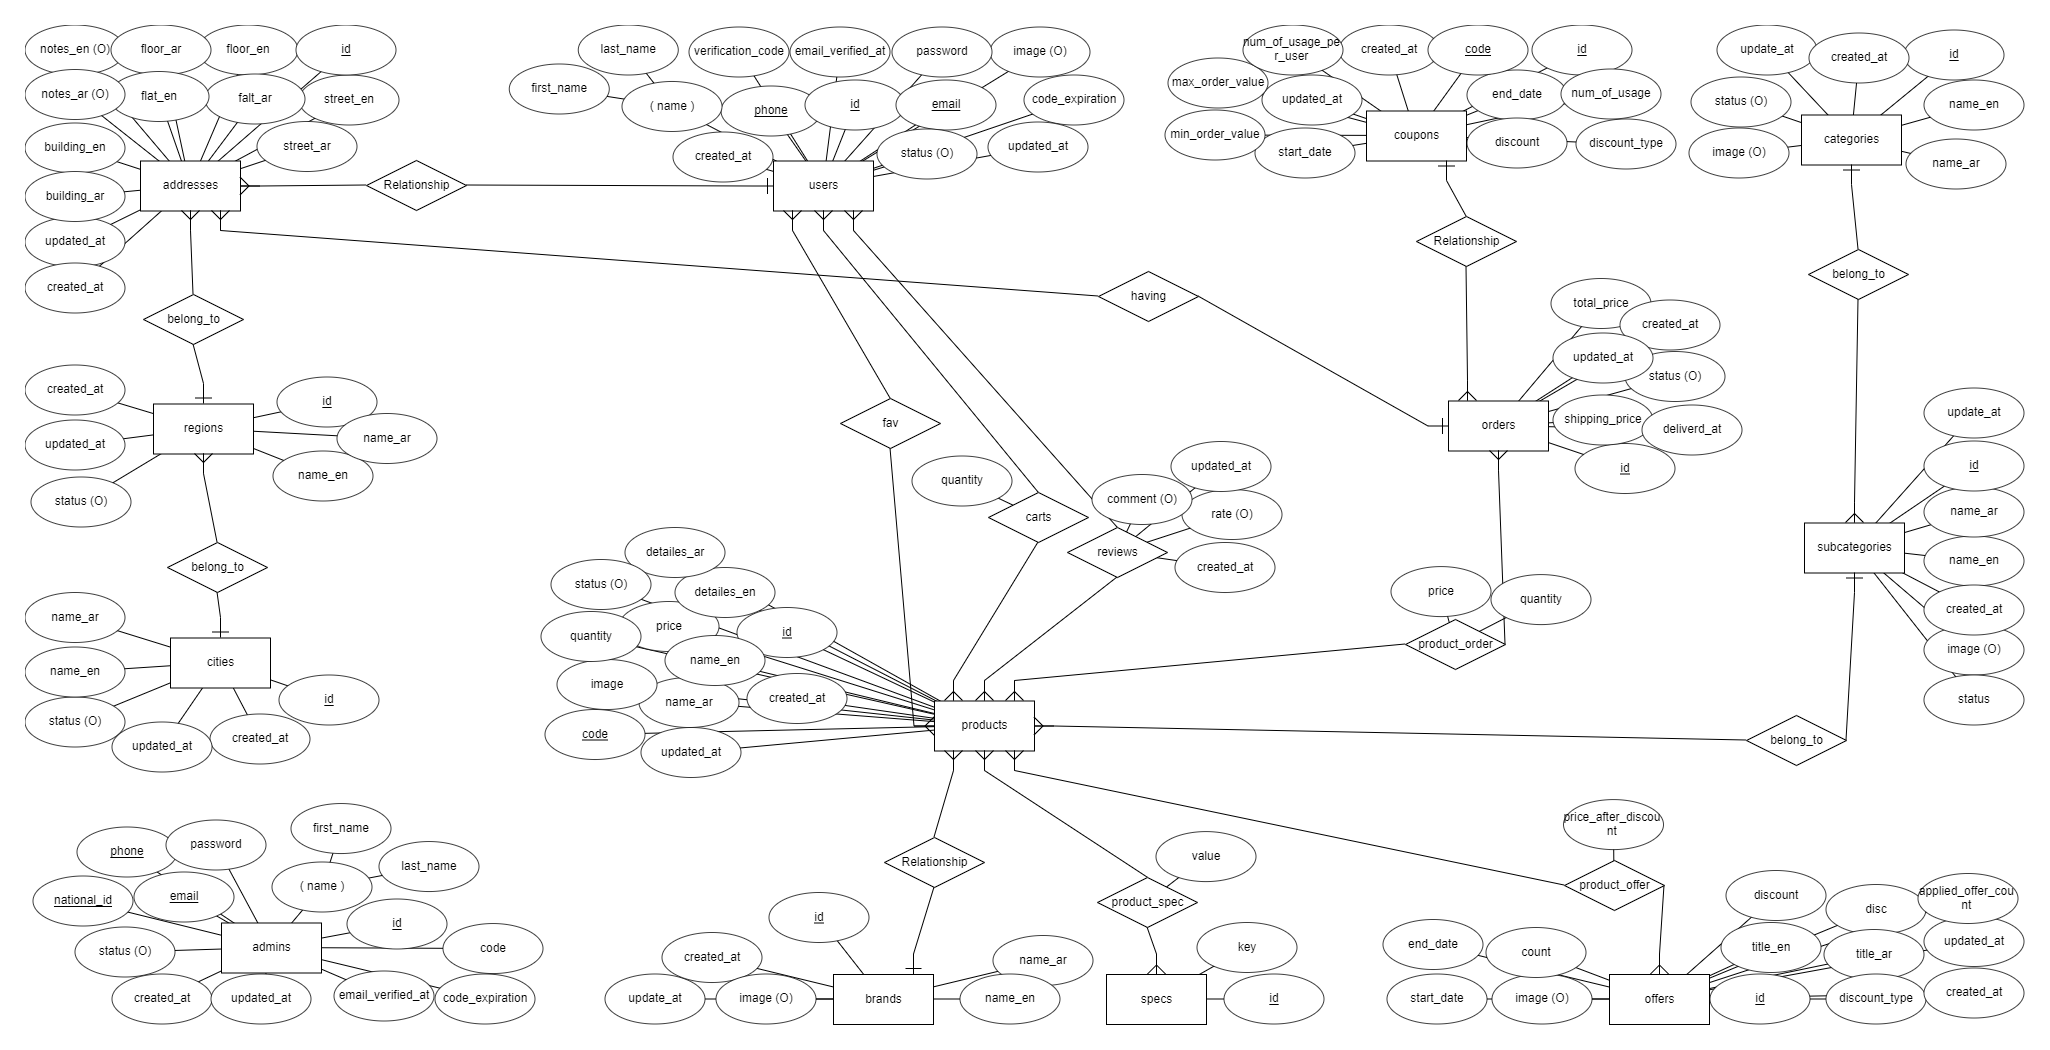 notes_en (O)
floor_ar
floor_en
id
notes_ar (O)
flat_en
falt_ar
street_en
building_en
street_ar
addresses
building_ar
updated_at
created_at
Relationship
last_name
verification_code
email_verified_at
password
image (O)
first_name
( name )
phone
id
email
code_expiration
created_at
status (O)
updated_at
users
num_of_usage_pe
r_user
created_at
code
id
max_order_value
updated_at
end_date
num_of_usage
min_order_value
start_date
coupons
discount
discount_type
update_at
created_at
id
status (O)
name_en
image (O)
categories
name_ar
belong_to
having
Relationship
belong_to
total_price
created_at
updated_at
status (O)
shipping_price
deliverd_at
orders
id
created_at
id
regions
name_ar
updated_at
name_en
status (O)
belong_to
fav
quantity
carts
comment (O)
updated_at
rate (O)
reviews
created_at
update_at
id
name_ar
subcategories
name_en
created_at
image (O)
status
name_ar
name_en
cities
id
status (O)
updated_at
created_at
detailes_ar
status (O)
detailes_en
price
quantity
id
name_en
image
name_ar
created_at
code
updated_at
products
price
quantity
product_order
belong_to
first_name
phone
password
last_name
( name )
national_id
email
id
status (O)
admins
code
created_at
updated_at
email_verified_at
code_expiration
Relationship
id
created_at
name_ar
update_at
image (O)
brands
name_en
value
product_spec
key
specs
id
price_after_discou
nt
product_offer
discount
disc
applied_offer_cou
nt
end_date
count
title_en
title_ar
updated_at
start_date
image (O)
offers
id
discount_type
created_at